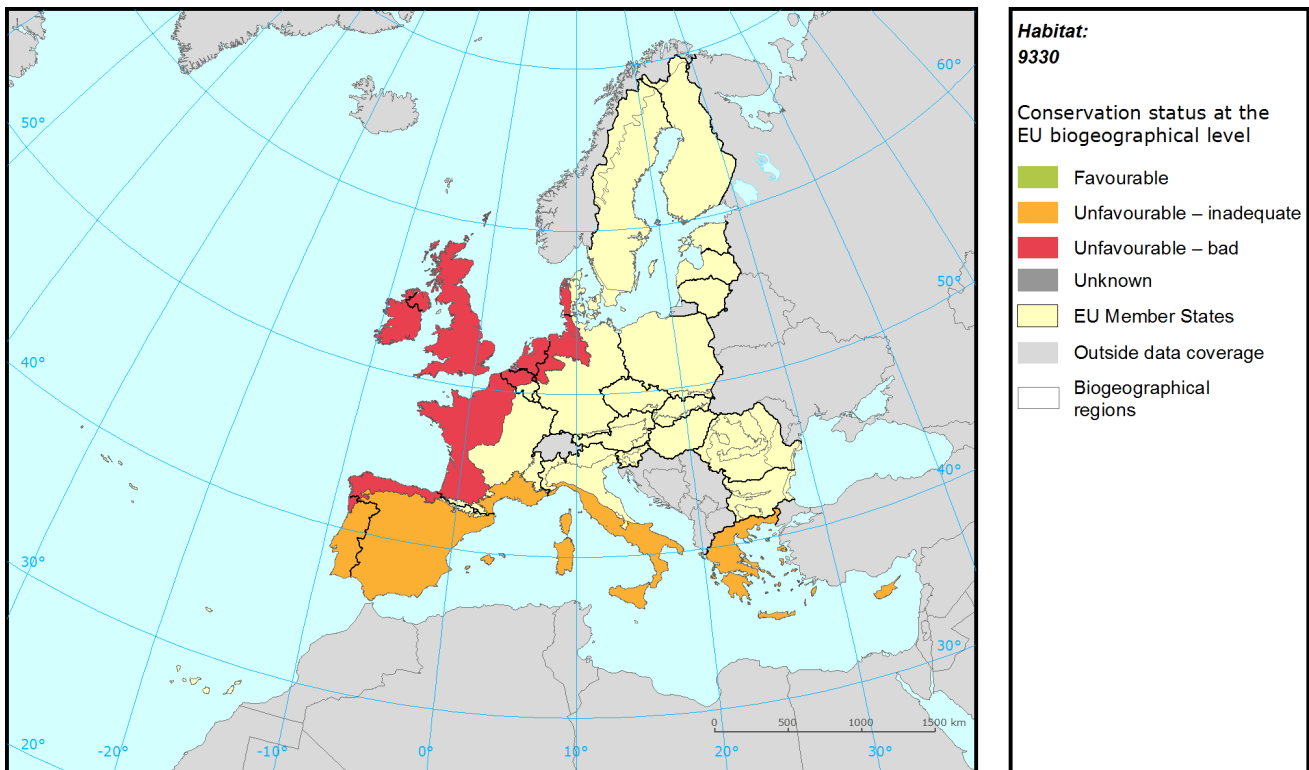 Habitat:
9330
Conservation status at the
EU biogeographical level
Favourable
Unfavourable – inadequate
Unfavourable – bad
Unknown
EU Member States
Outside data coverage
Biogeographical
regions
60°
50°
50°
40°
40°
30°
30°
20°
-20°
-10°
0°
10°
20°
30°
0 500 1000 1500 km